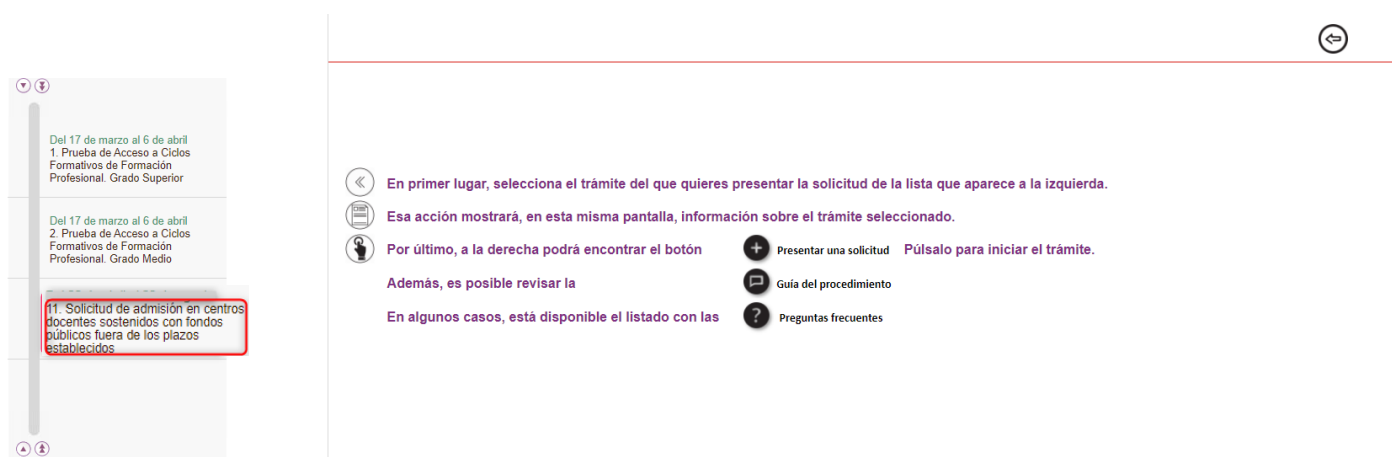 Del 17 de marzo al 6 de abril
1. Prueba de Acceso a Ciclos
Formativos de Formación
Profesional. Grado Superior
Del 17 de marzo al 6 de abril
2. Prueba de Acceso a Ciclos
Formativos de Formación
Profesional. Grado Medio
11. Solicitud de admisión en centros
docentes sostenidos con fondos
públicos fuera de los plazos
establecidos
En primer lugar, selecciona el trámite del que quieres presentar la solicitud de la lista que aparece a la izquierda.
Esa acción mostrará, en esta misma pantalla, información sobre el trámite seleccionado.
Por último, a la derecha podrá encontrar el botón Presentar una solicitud Púlsalo para iniciar el trámite.
Además, es posible revisar la Guía del procedimiento
En algunos casos, está disponible el listado con las Preguntas frecuentes